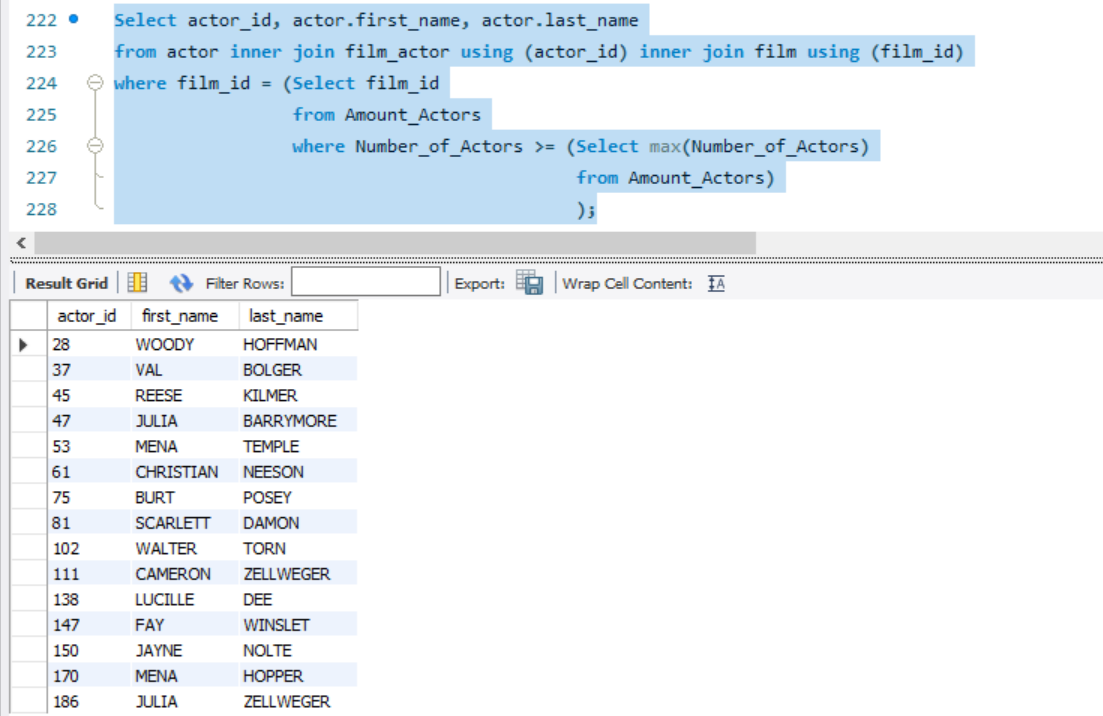 222 Select actor_id, actor.first_name, actor.last_name
223 from actor inner join film_actor using (actor_id) inner join film using (film_id)
224 where film_id = (Select film_id
225 from Amount_Actors
226 where Number_of_Actors >= (Select max(Number_of_Actors)
227 from Amount_Actors)
228 );
Result Grid Filter Rows: Export: Wrap Cell Content: IA
actor_id first_name last_name
28 WOODY HOFFMAN
37 VAL BOLGER
45 REESE KILMER
47 JULIA BARRYMORE
53 MENA TEMPLE
61 CHRISTIAN NEESON
75 BURT POSEY
81 SCARLETT DAMON
102 WALTER TORN
111 CAMERON ZELLWEGER
138 LUCILLE DEE
147 FAY WINSLET
150 JAYNE NOLTE
170 MENA HOPPER
186 JULIA ZELLWEGER